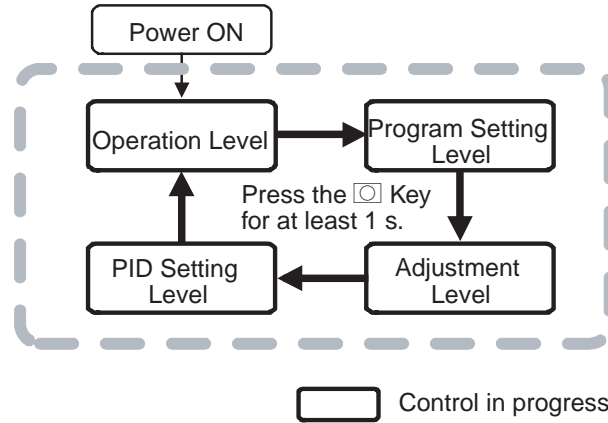 Power ON
Operation Level
Program Setting
Level
Press the Key
for at least 1 s.
PID Setting
Level
Adjustment
Level
Control in progress